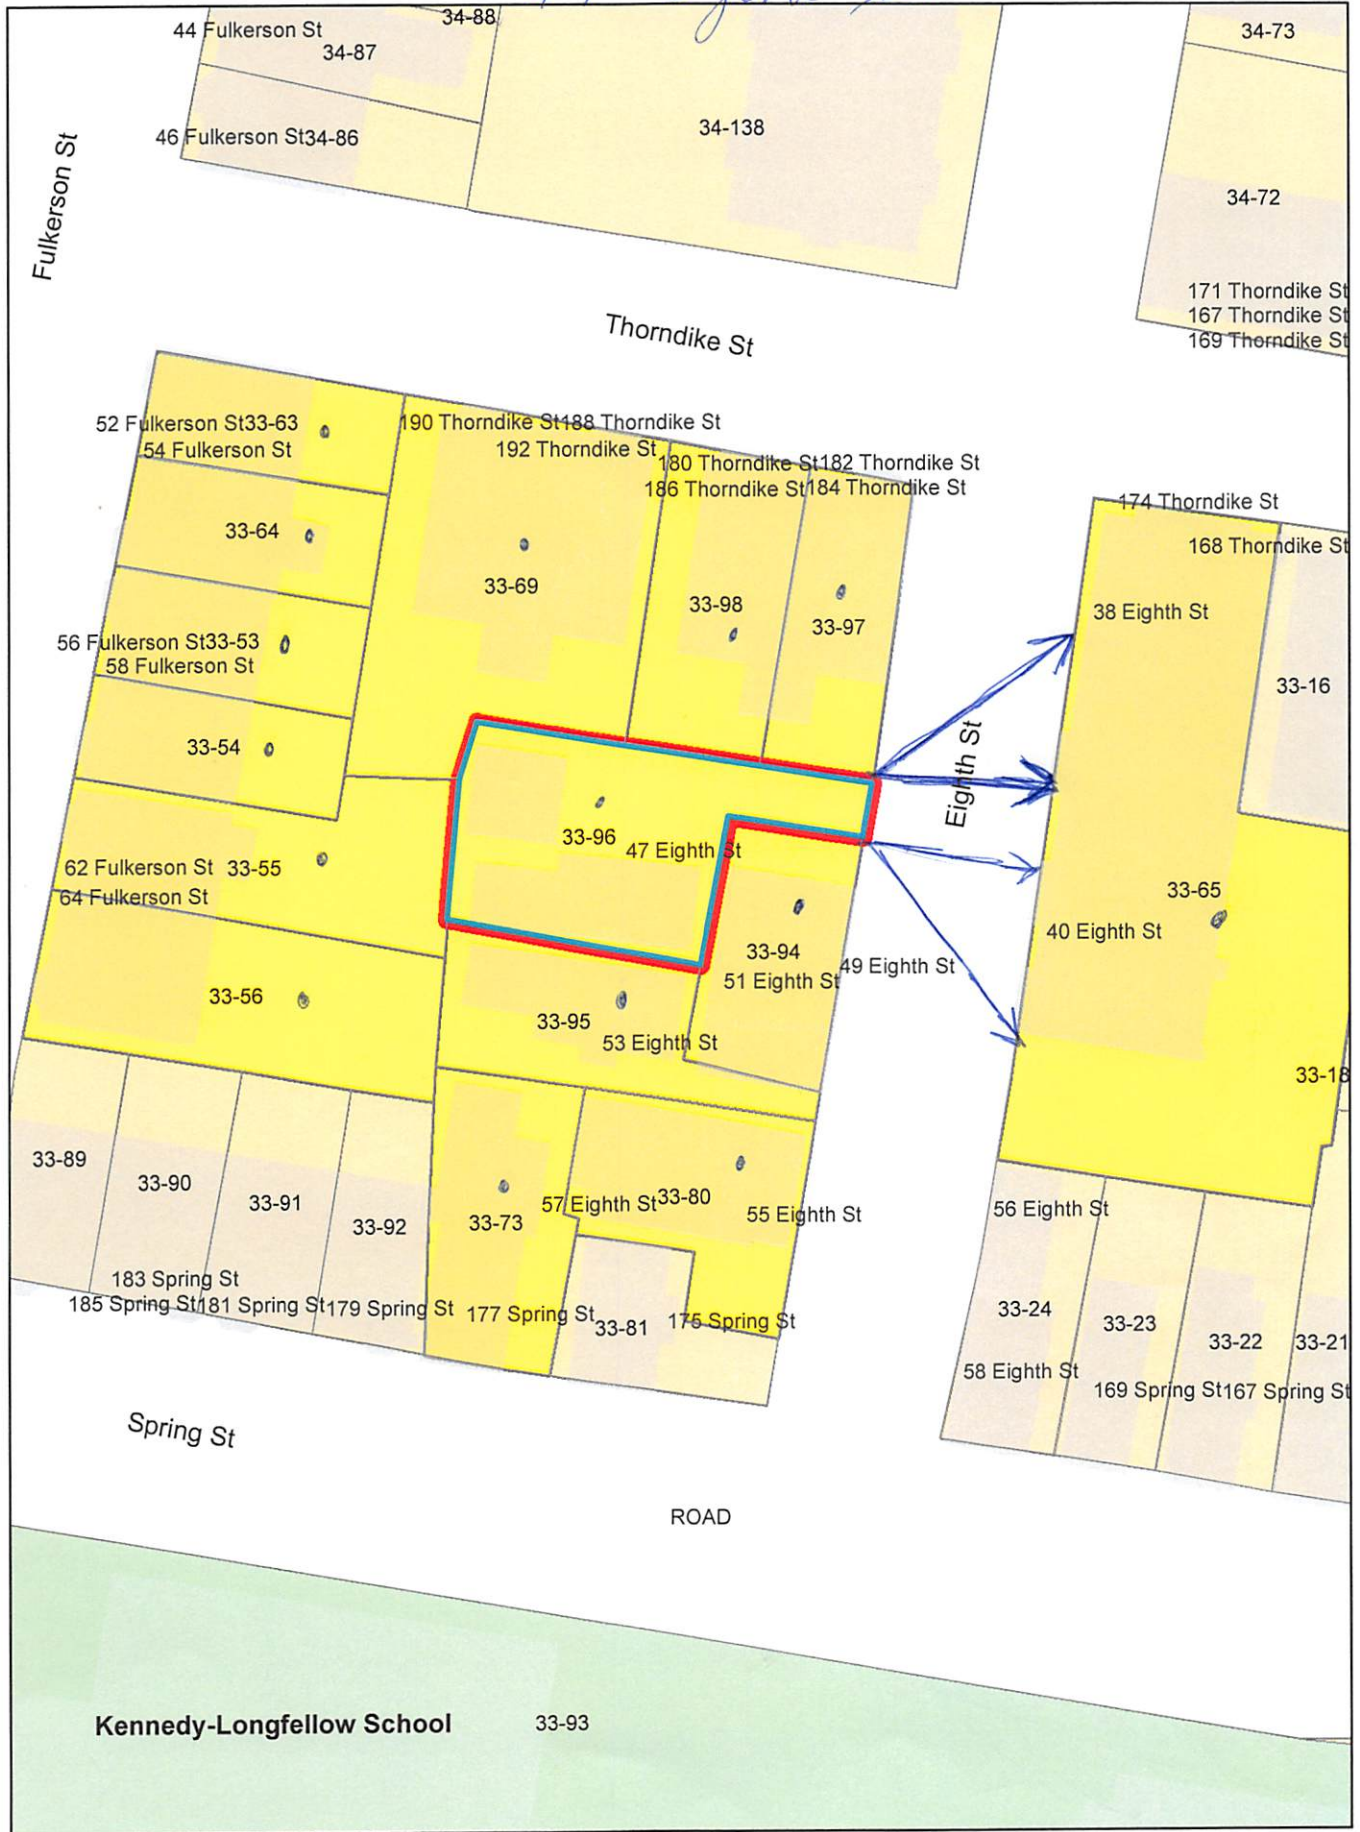 44 Fulkerson St
34-88
34-87
34-73
46 Fulkerson St34-86
34-138
34-72
Fulkerson St
171 Thorndike St
167 Thorndike St
169 Thorndike St
Thorndike St
52 Fulkerson St33-63
54 Fulkerson St
190 Thorndike St188 Thorndike St
192 Thorndike St
180 Thorndike St182 Thorndike St
186 Thorndike St184 Thorndike St
174 Thorndike St
168 Thorndike St
33-64
33-69
33-98
33-97
38 Eighth St
56 Fulkerson St33-53
58 Fulkerson St
33-16
33-54
Eighth St
33-96
47 Eighth St
62 Fulkerson St 33-55
64 Fulkerson St
33-65
40 Eighth St
33-94
51 Eighth St
49 Eighth St
33-56
33-95
53 Eighth St
33-18
33-89
33-90
33-91
33-92
33-73
57 Eighth St33-80
55 Eighth St
56 Eighth St
183 Spring St
185 Spring St181 Spring St179 Spring St
177 Spring St
33-81
175 Spring St
33-24
33-23
33-22
33-21
58 Eighth St
169 Spring St167 Spring St
Spring St
ROAD
Kennedy-Longfellow School
33-93